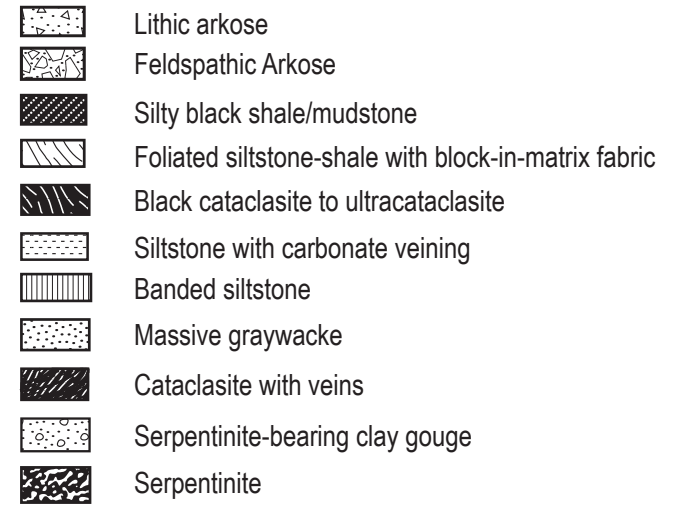 Lithic arkose
Feldspathic Arkose
Silty black shale/mudstone
Foliated siltstone-shale with block-in-matrix fabric
Black cataclasite to ultracataclasite
Siltstone with carbonate veining
Banded siltstone
Massive graywacke
Cataclasite with veins
Serpentinite-bearing clay gouge
Serpentinite